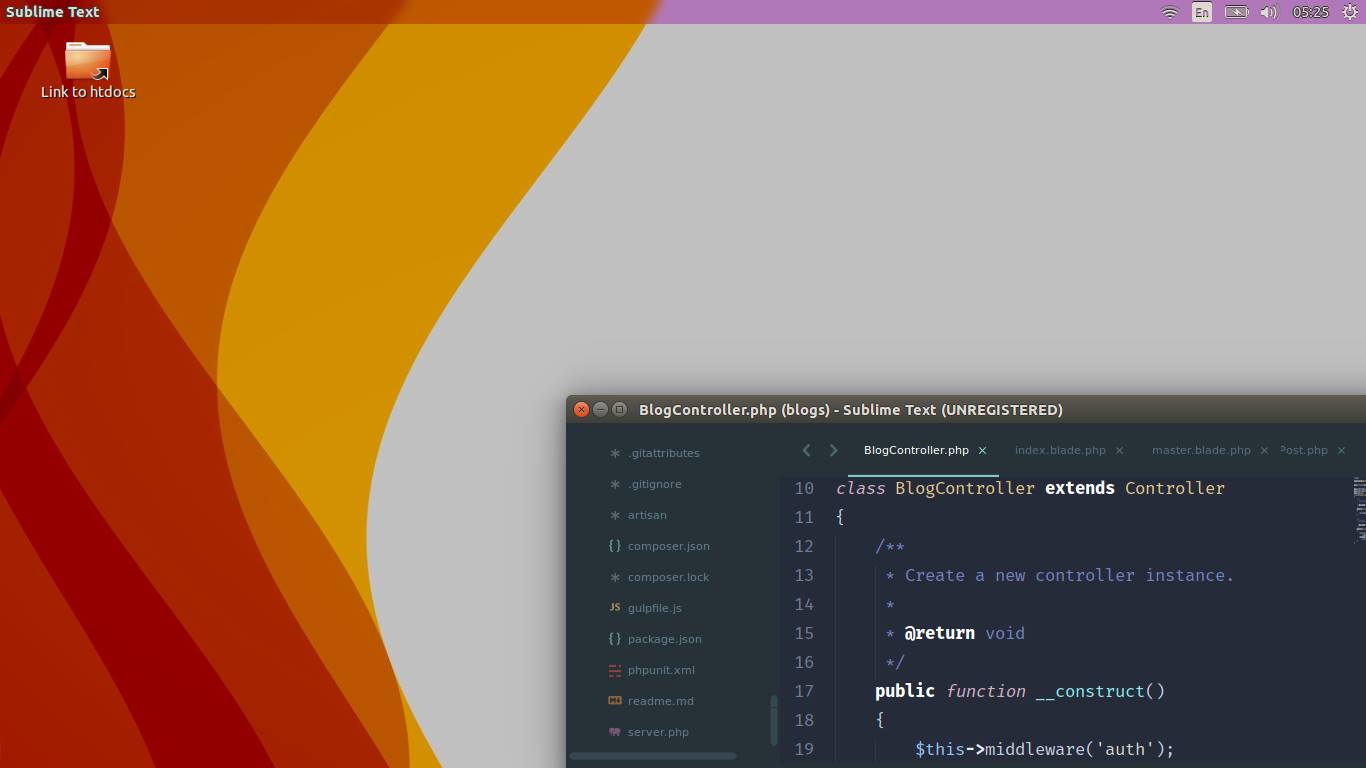 Sublime Text
En
05:25
Link to htdocs
BlogController.php (blogs) - Sublime Text (UNREGISTERED)
.gitattributes
.gitignore
artisan
composer.json
composer.lock
gulpfile.js
package.json
phpunit.xml
readme.md
server.php
BlogController.php × index.blade.php × master.blade.php × Post.php ×
10 class BlogController extends Controller
11 {
12 /**
13 * Create a new controller instance.
14 *
15 * @return void
16 */
17 public function __construct()
18 {
19 $this->middleware('auth');